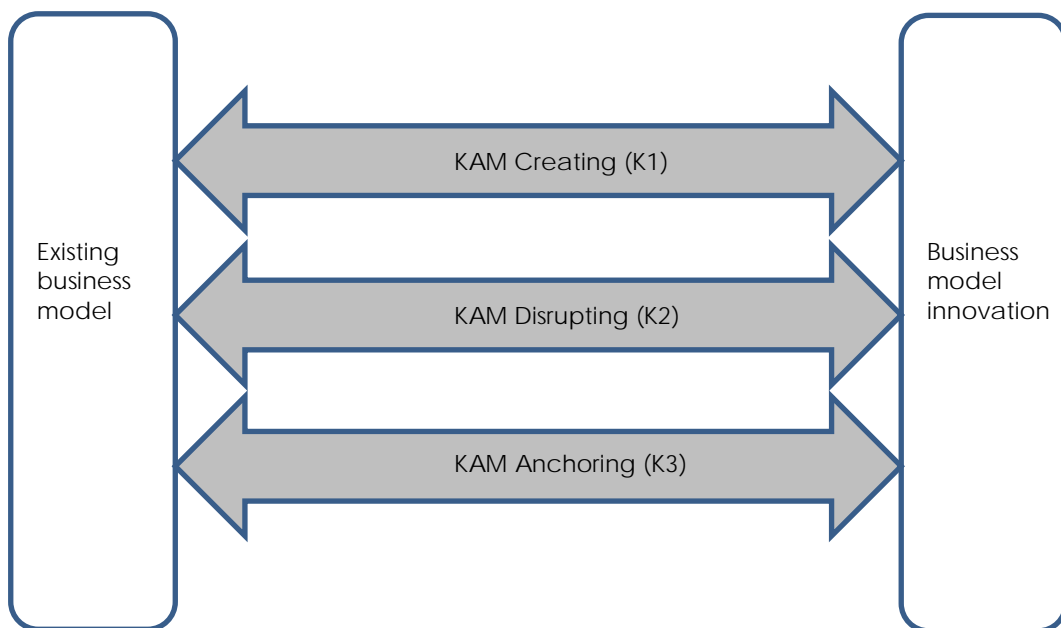 KAM Creating (K1)
Existing
business
model
Business
model
innovation
KAM Disrupting (K2)
KAM Anchoring (K3)